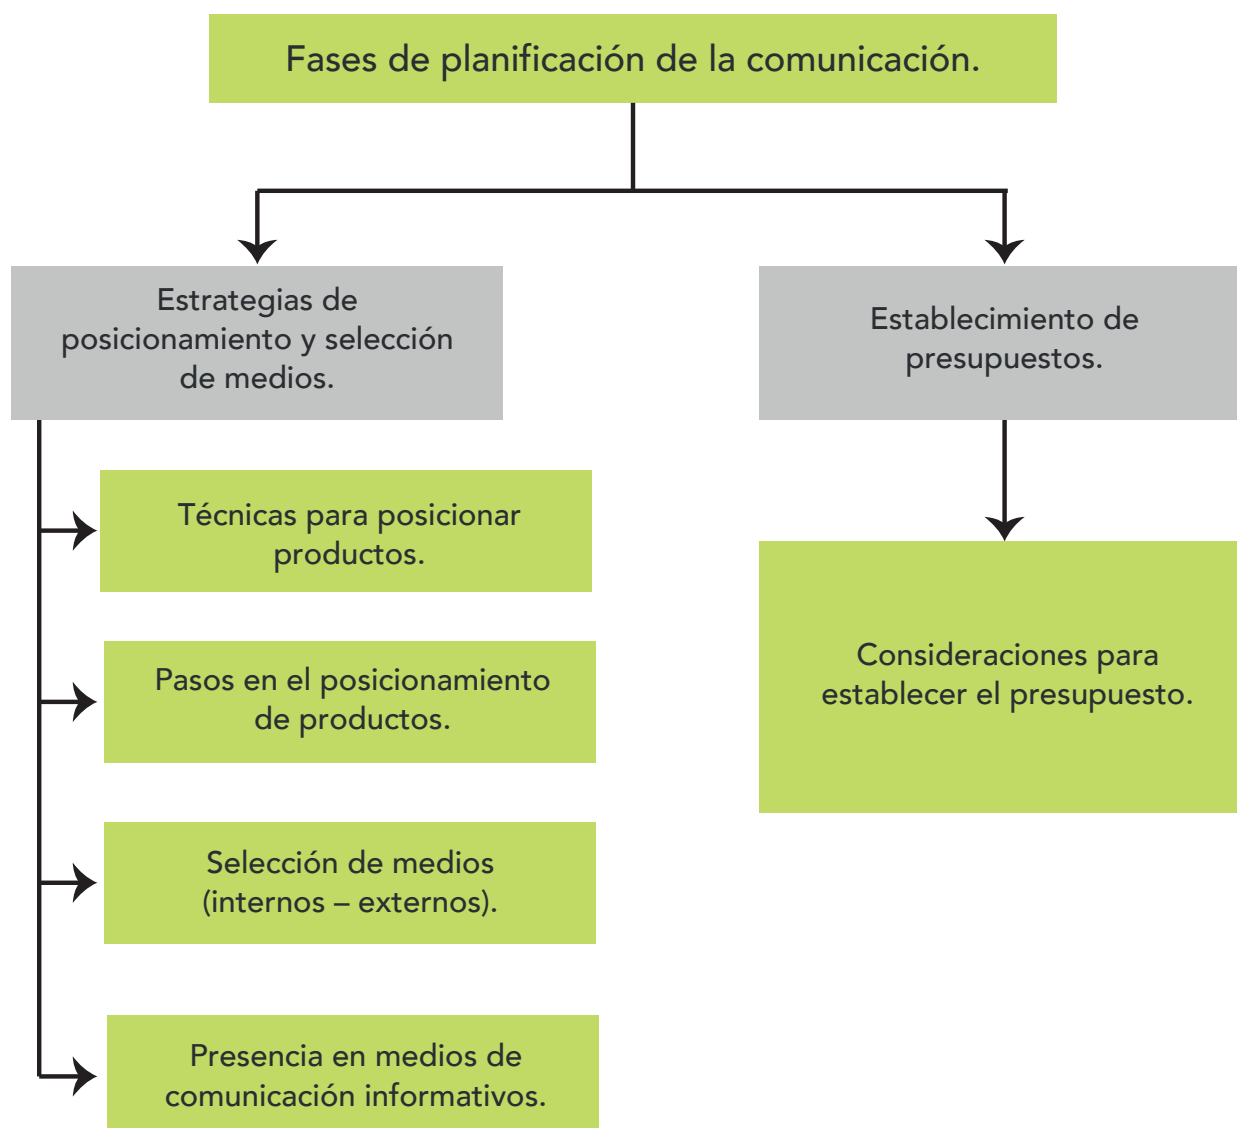 Fases de planificación de la comunicación.
Estrategias de
posicionamiento y selección
de medios.
Establecimiento de
presupuestos.
Técnicas para posicionar
productos.
Pasos en el posicionamiento
de productos.
Selección de medios
(internos – externos).
Presencia en medios de
comunicación informativos.
Consideraciones para
establecer el presupuesto.